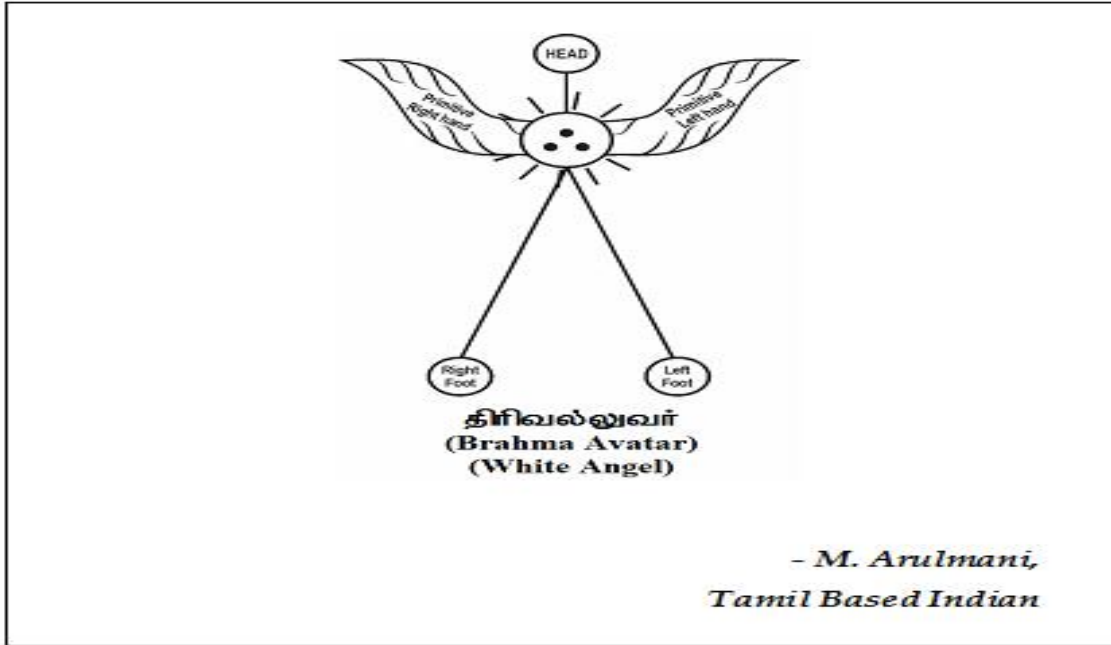 HEAD
Primitive
Right hand
Primitive
Left hand
Right
Foot
Left
Foot
திரிவல்லுவர்
(Brahma Avatar)
(White Angel)
- M. Arulmani,
Tamil Based Indian